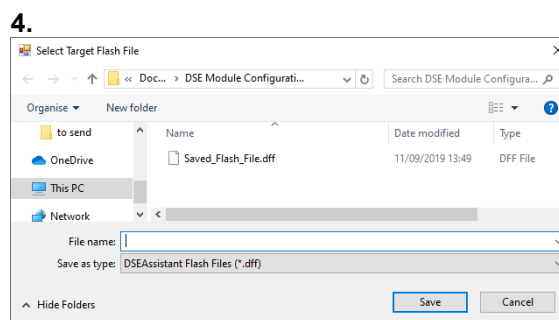 4.
Select Target Flash File
« Doc... > DSE Module Configurati...
Search DSE Module Configura...
Organise
New folder
to send
OneDrive
This PC
Network
Name
Date modified
Type
Saved_Flash_File.dff
11/09/2019 13:49
DFF File
File name:
Save as type: DSEAssistant Flash Files (*.dff)
Hide Folders
Save
Cancel